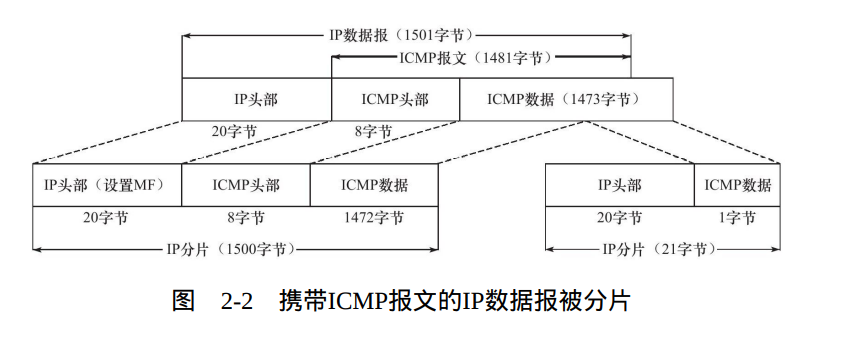 IP数据报（1501字节）
ICMP报文（1481字节）
IP头部 ICMP头部 ICMP数据（1473字节）
20字节 8字节
IP头部（设置MF） ICMP头部 ICMP数据 IP头部 ICMP数据
20字节 8字节 1472字节 20字节 1字节
IP分片（1500字节） IP分片（21字节）
图 2-2 携带ICMP报文的IP数据报被分片